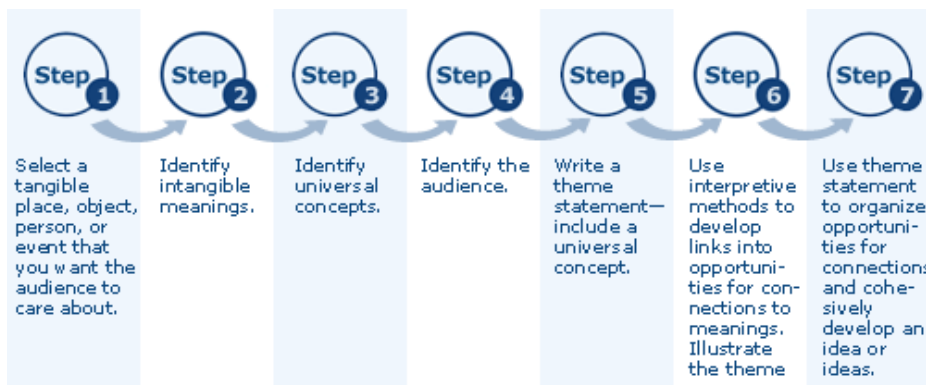 Step 1
Select a
tangible
place, object,
person, or
event that
you want the
audience to
care about.
Step 2
Identify
intangible
meanings.
Step 3
Identify
universal
concepts.
Step 4
Identify the
audience.
Step 5
Write a
theme
statement—
include a
universal
concept.
Step 6
Use
interpretive
methods to
develop
links into
opportuni-
ties for con-
nections to
meanings.
Illustrate
the theme
Step 7
Use theme
statement
to organize
opportuni-
ties for
connections
and cohe-
sively
develop an
idea or
ideas.